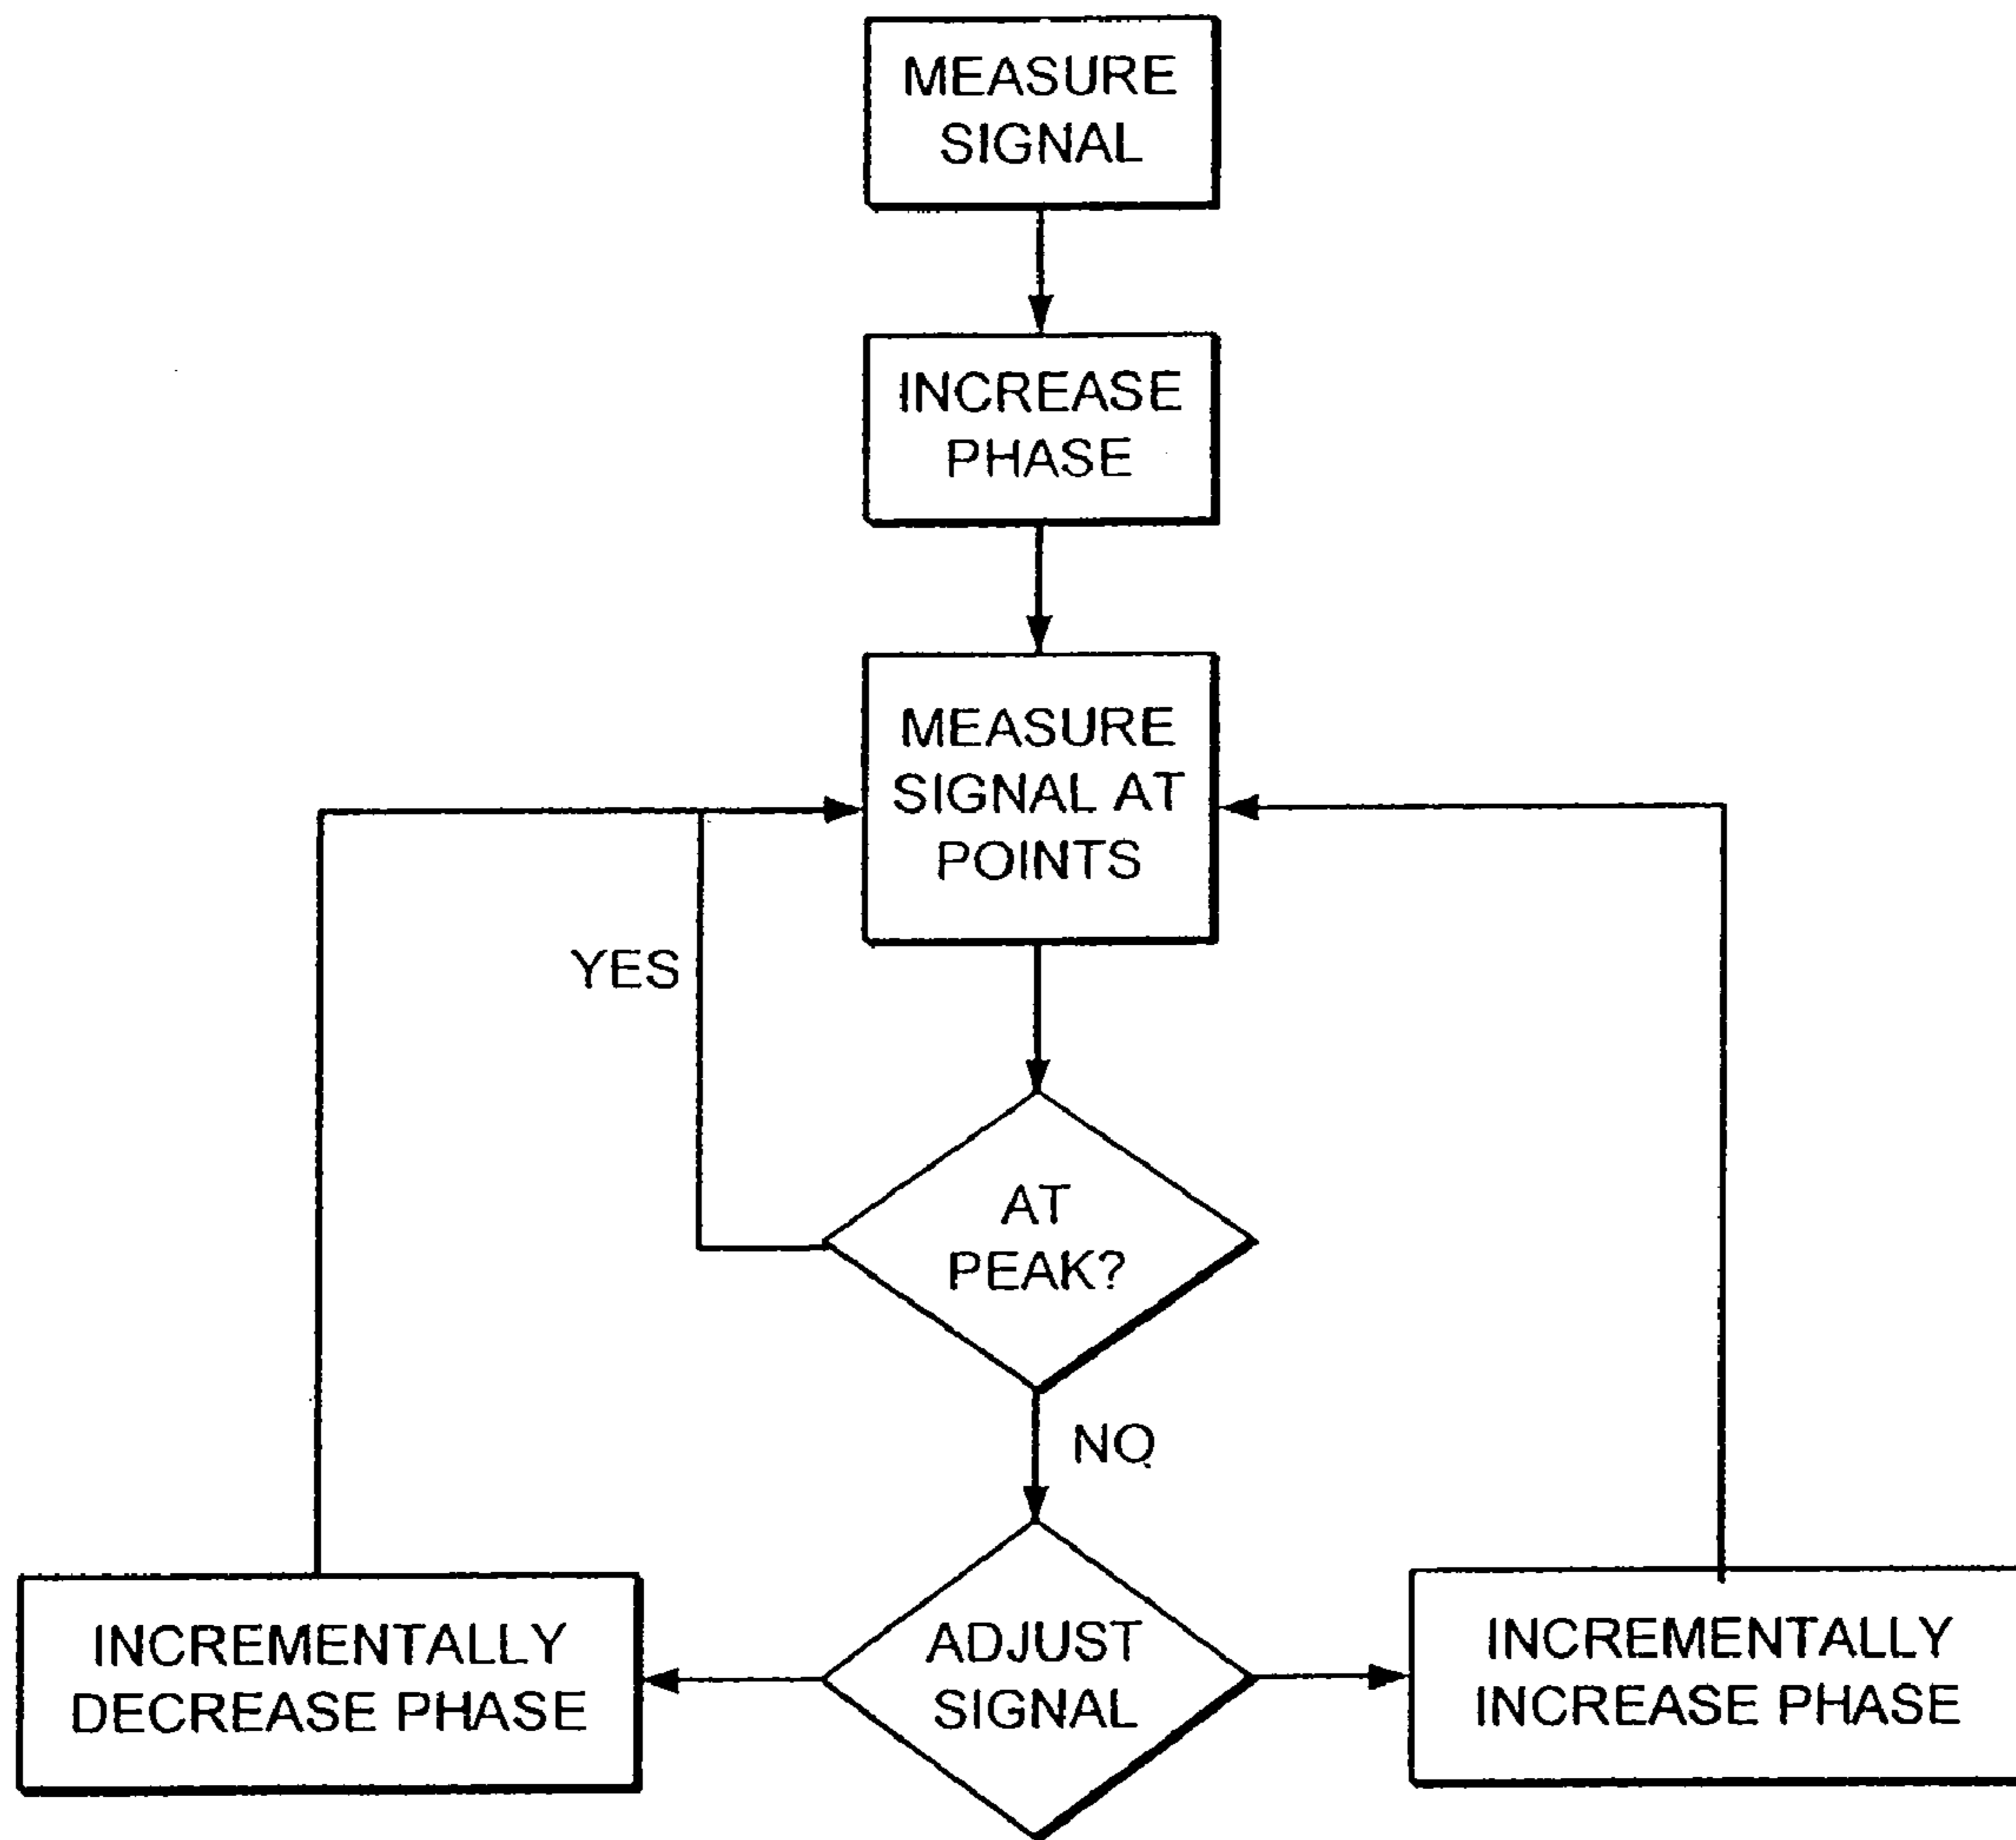 MEASURE
SIGNAL
INCREASE
PHASE
MEASURE
SIGNAL AT
POINTS
YES
AT
PEAK?
NO
ADJUST
SIGNAL
INCREMENTALLY
DECREASE PHASE
INCREMENTALLY
INCREASE PHASE